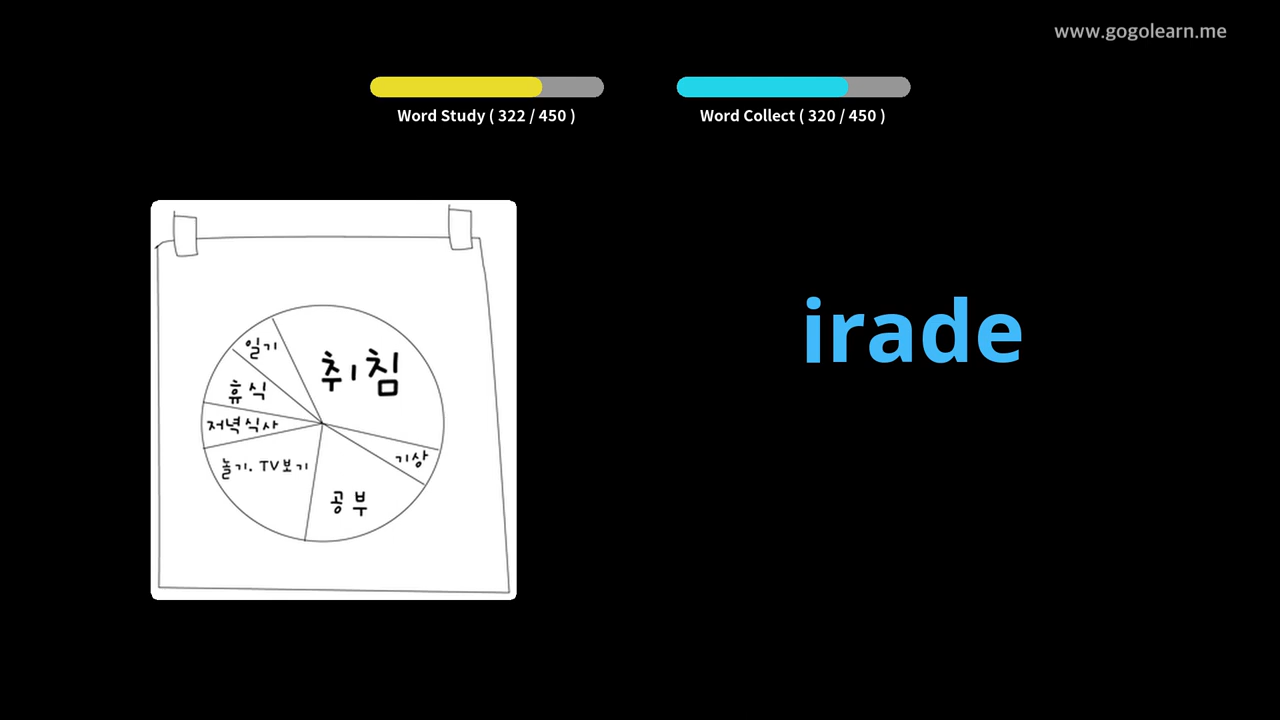 www.gogolearn.me
Word Study ( 322 / 450 )
Word Collect ( 320 / 450 )
일기
취침
휴식
저녁식사
놀기. TV보기
기상
공부
irade